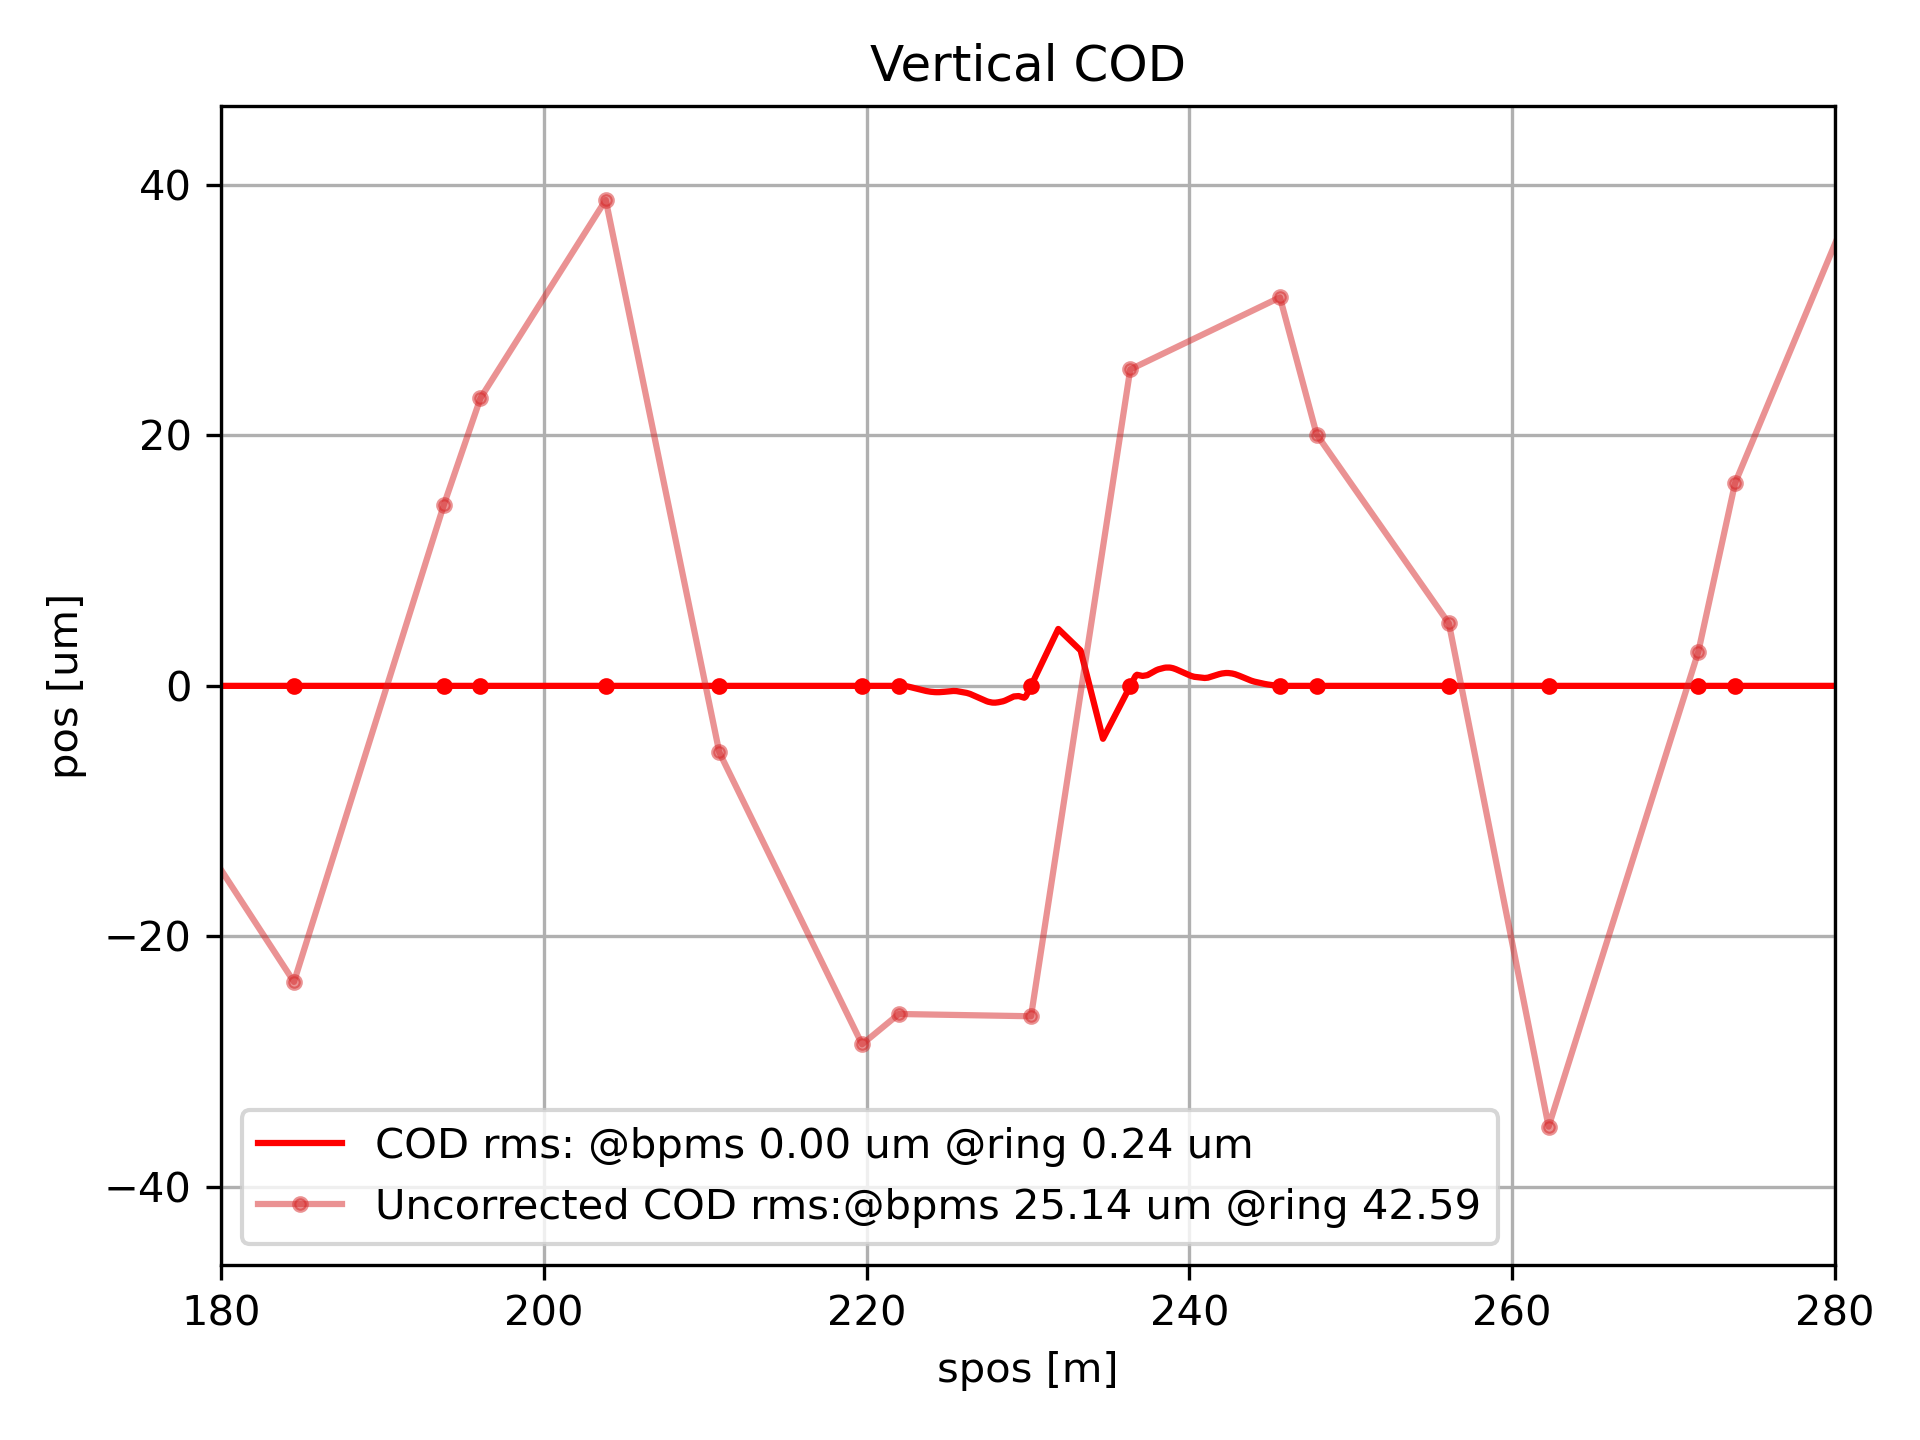 Vertical COD
40
20
0
−20
−40
pos [um]
COD rms: @bpms 0.00 um @ring 0.24 um
Uncorrected COD rms:@bpms 25.14 um @ring 42.59
180 200 220 240 260 280
spos [m]